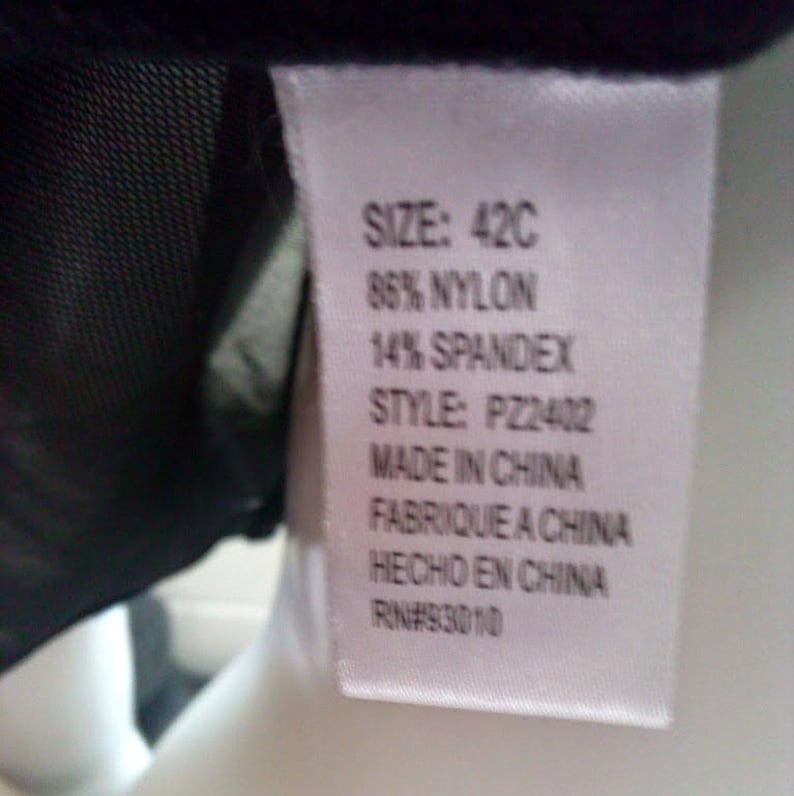 SIZE: 42C
86% NYLON
14% SPANDEX
STYLE: PZ2402
MADE IN CHINA
FABRIQUE A CHINA
HECHO EN CHINA
RN#93010